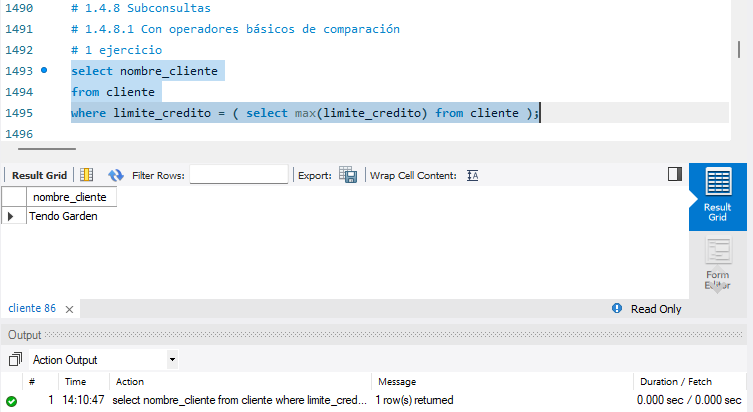 1490 # 1.4.8 Subconsultas
1491 # 1.4.8.1 Con operadores básicos de comparación
1492 # 1 ejercicio
1493 select nombre_cliente
1494 from cliente
1495 where limite_credito = ( select max(limite_credito) from cliente );
1496
Result Grid Filter Rows: Export: Wrap Cell Content:
nombre_cliente
Tendo Garden
Result
Grid
Form
Editor
cliente 86 Read Only
Output
Action Output
# Time Action Message Duration / Fetch
1 14:10:47 select nombre_cliente from cliente where limite_cred... 1 row(s) returned 0.000 sec / 0.000 sec